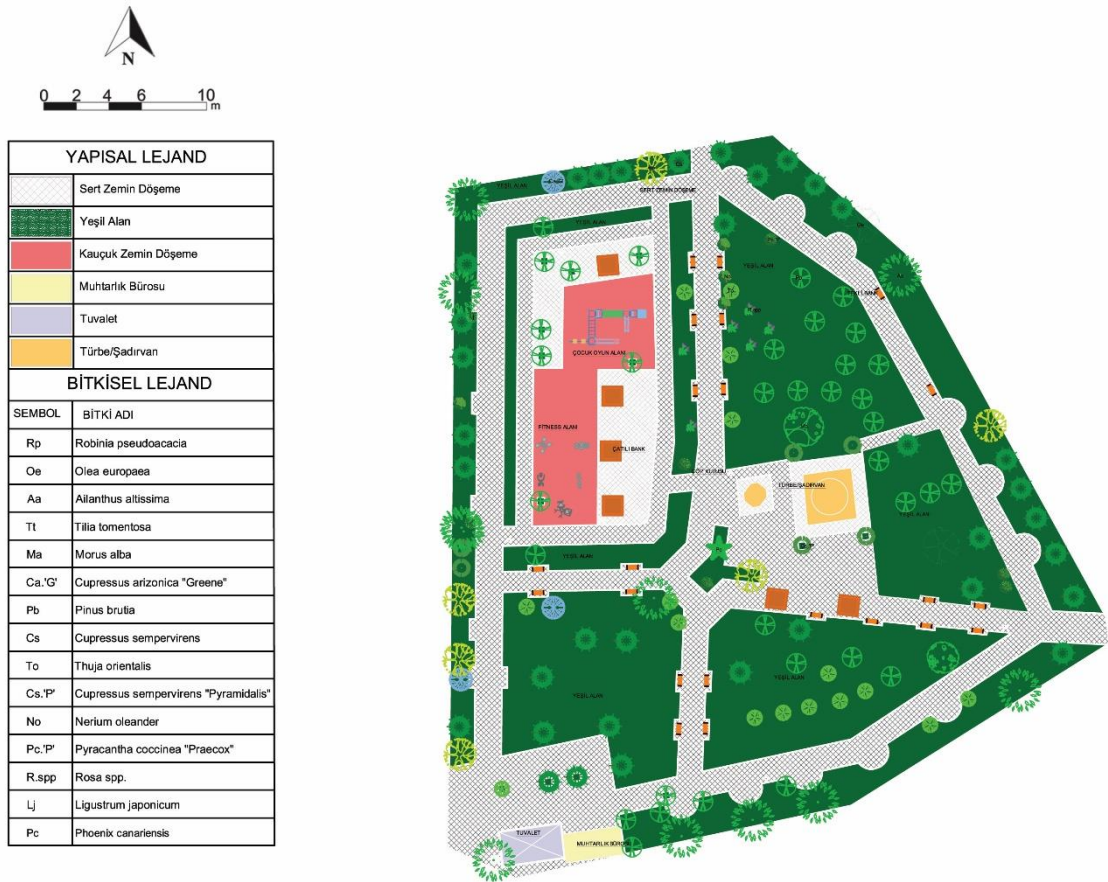 N
0 2 4 6 10
m
YAPISAL LEJAND
Sert Zemin Döşeme
Yeşil Alan
Kauçuk Zemin Döşeme
Muhtarlık Bürosu
Tuvalet
Türbe/Şadırvan
BİTKİSEL LEJAND
SEMBOL BİTKİ ADI
Rp Robinia pseudoacacia
Oe Olea europaea
Aa Ailanthus altissima
Tt Tilia tomentosa
Ma Morus alba
Ca.'G' Cupressus arizonica "Greene"
Pb Pinus brutia
Cs Cupressus sempervirens
To Thuja orientalis
Cs.'P' Cupressus sempervirens "Pyramidalis"
No Nerium oleander
Pc.'P' Pyracantha coccinea "Praecox"
R.spp Rosa spp.
Lj Ligustrum japonicum
Pc Phoenix canariensis
YEŞİL ALAN
SERT ZEMİN DÖŞEME
YEŞİL ALAN
YEŞİL ALAN
ÇOCUK OYUN ALANI
FİTNESS ALANI
ÇATILI BANK
TÜRBE/ŞADIRVAN
YEŞİL ALAN
YEŞİL ALAN
Pc
YEŞİL ALAN
YEŞİL ALAN
TUVALET
MUHTARLIK BÜROSU